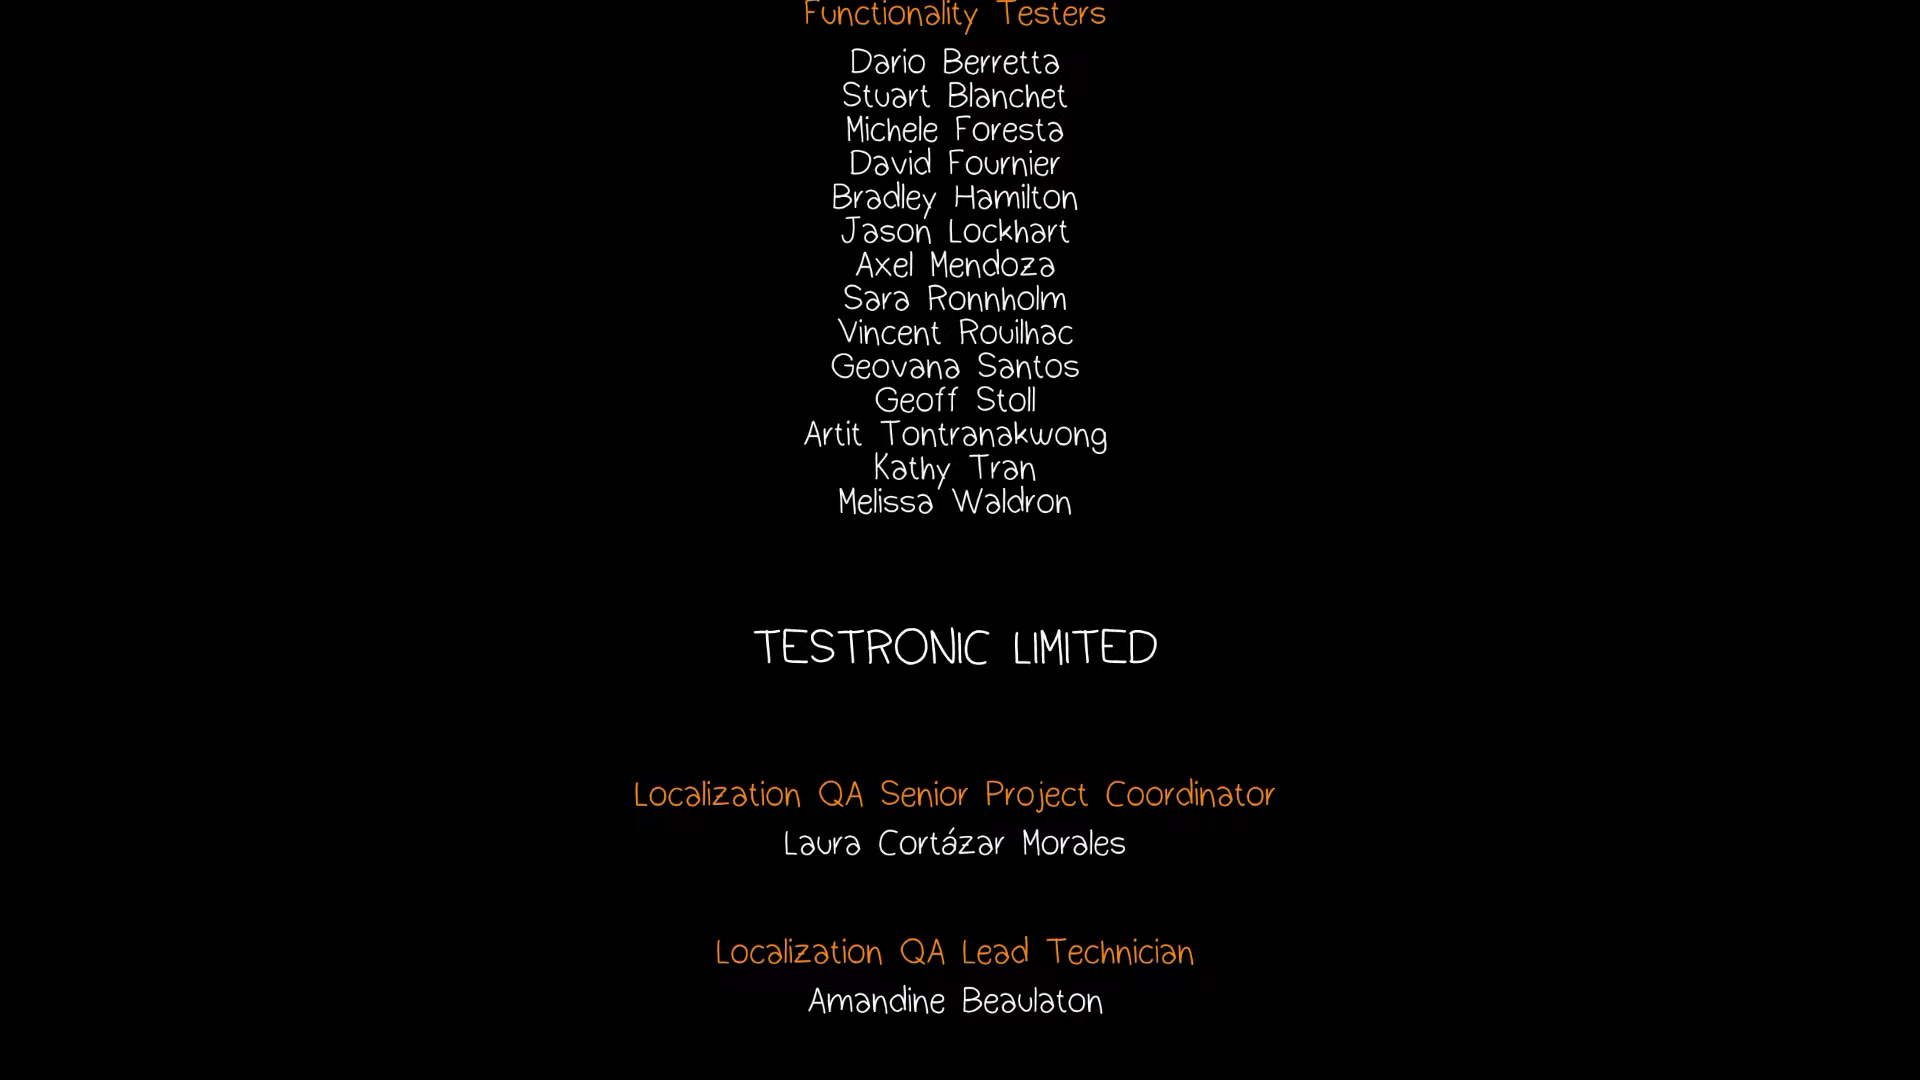 Functionality Testers
Dario Berretta
Stuart Blanchet
Michele Foresta
David Fournier
Bradley Hamilton
Jason Lockhart
Axel Mendoza
Sara Ronnholm
Vincent Rouilhac
Geovana Santos
Geoff Stoll
Artit Tontranakwong
Kathy Tran
Melissa Waldron
TESTRONIC LIMITED
Localization QA Senior Project Coordinator
Laura Cortázar Morales
Localization QA Lead Technician
Amandine Beaulaton